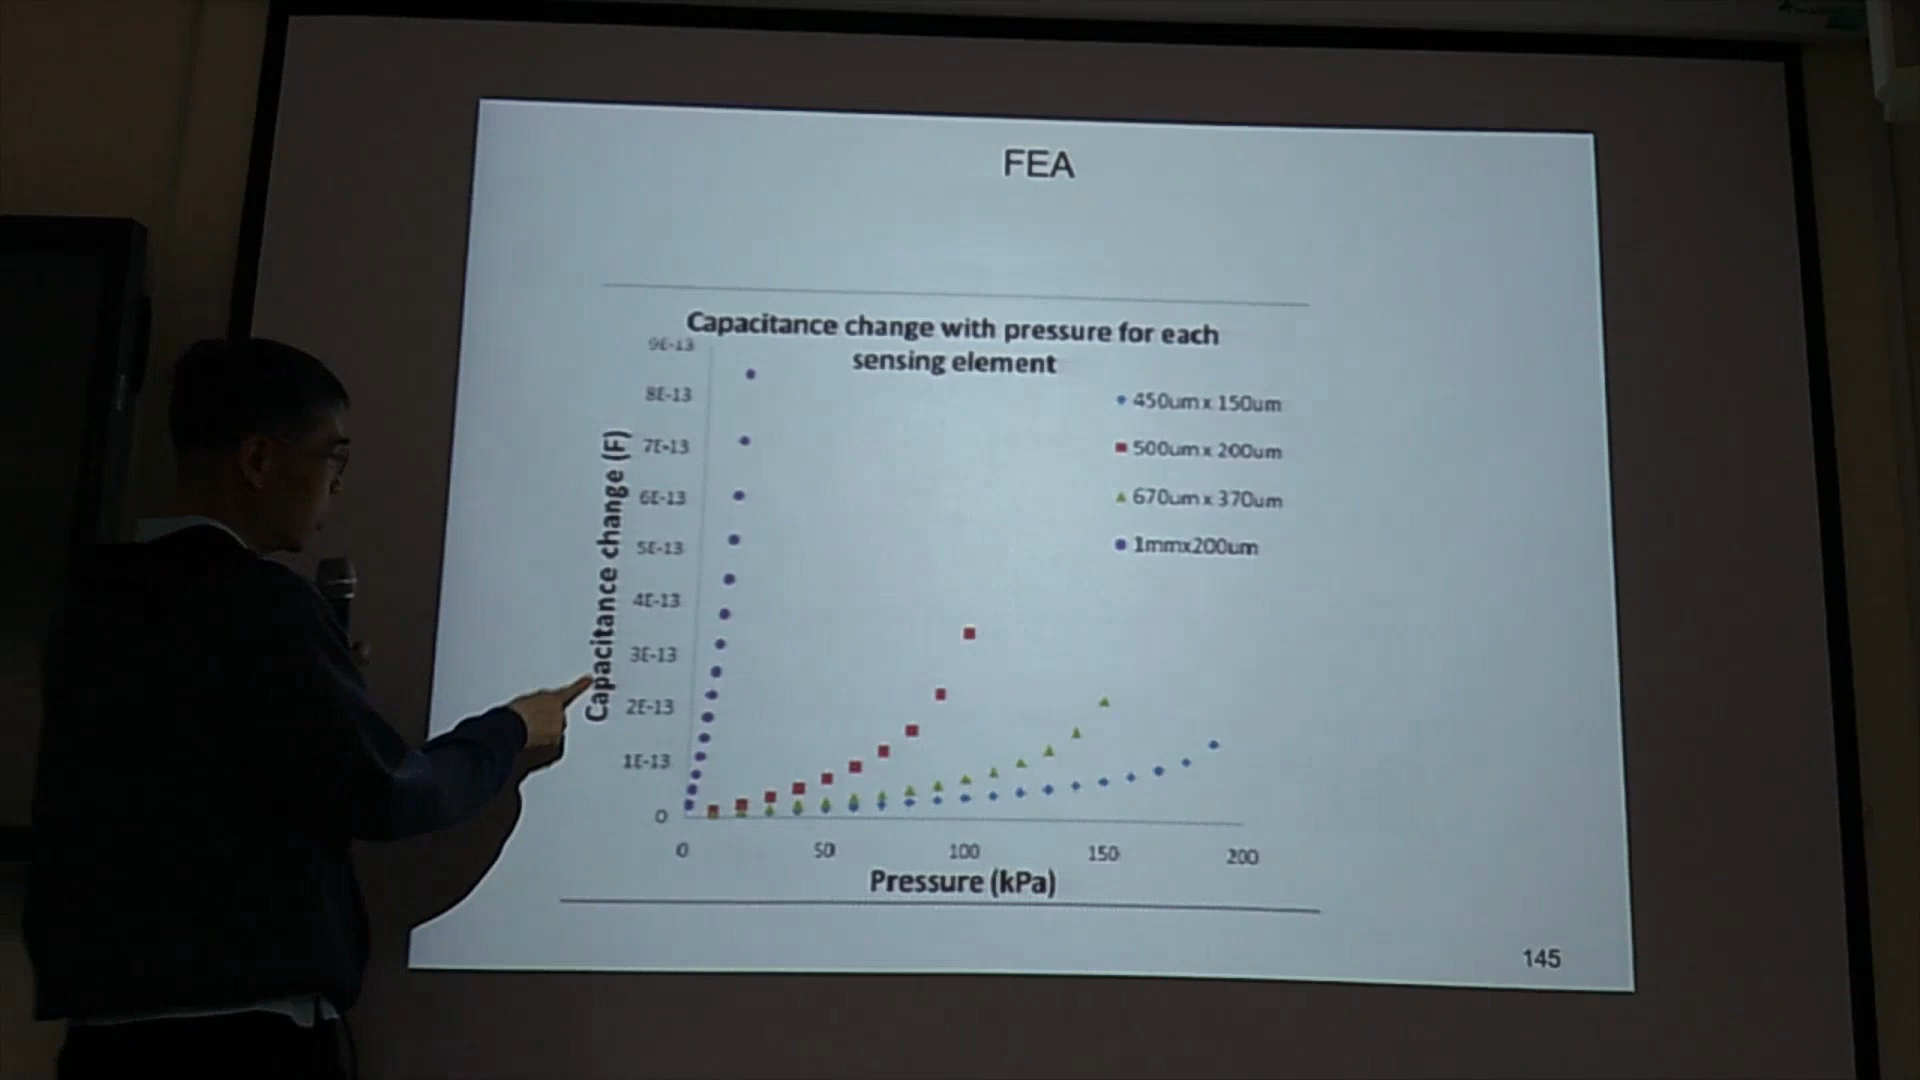 FEA
Capacitance change with pressure for each
sensing element
9E-13
8E-13
7E-13
6E-13
5E-13
4E-13
3E-13
2E-13
1E-13
0
Capacitance change (F)
450um x 150um
500um x 200um
670um x 370um
1mmx200um
0 50 100 150 200
Pressure (kPa)
145